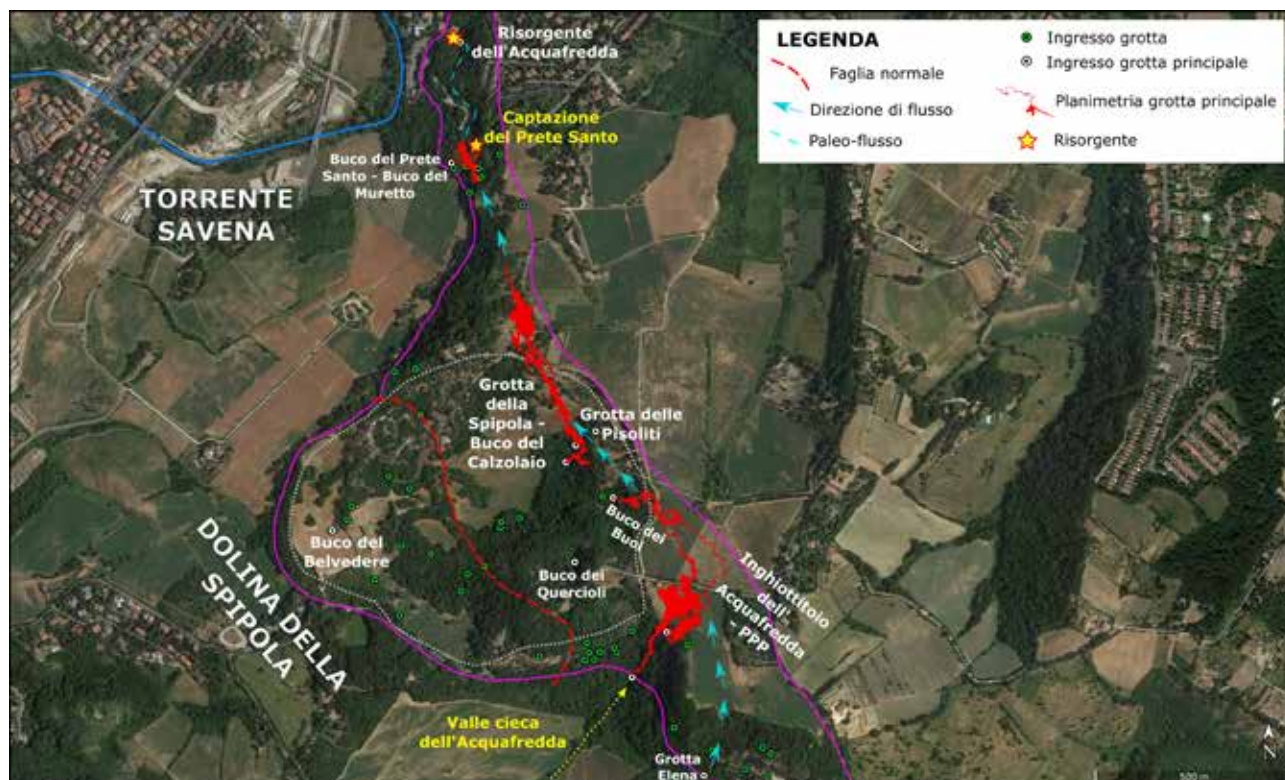 Risorgente
dell'Acquafredda
Captazione
del Prete Santo
Buco del Prete
Santo - Buco del
Muretto
TORRENTE
SAVENA
LEGENDA
Faglia normale
Direzione di flusso
Paleo-flusso
Ingresso grotta
Ingresso grotta principale
Planimetria grotta principale
Risorgente
Grotta
della
Spipola -
Buco del
Calzolaio
Grotta delle
Pisoliti
Buco dei
Buoi
Inghiottitoio
dell'
Acquafredda
- PPP
Buco del
Belvedere
Buco dei
Quercioli
DOLINA DELLA
SPIPOLA
Valle cieca
dell'Acquafredda
Grotta
Elena
N